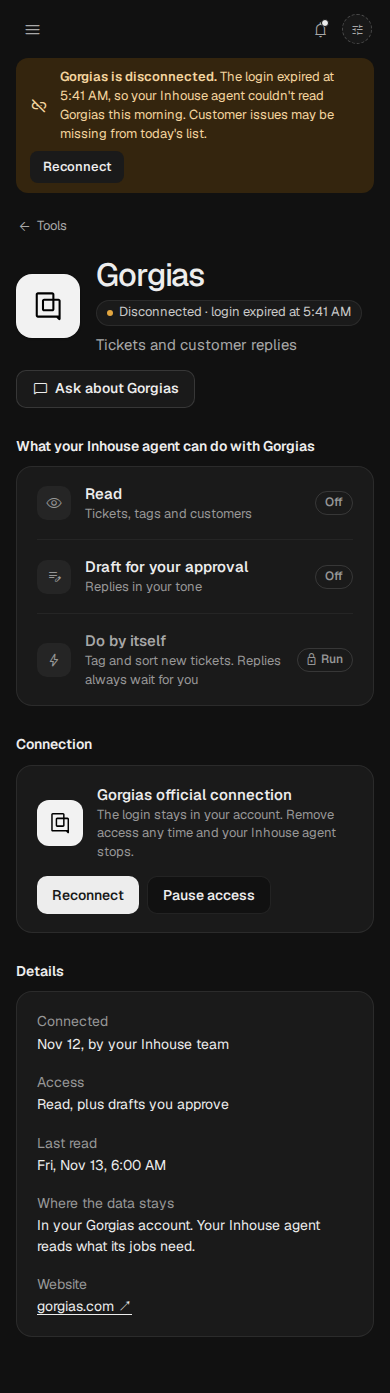 Gorgias is disconnected. The login expired at
5:41 AM, so your Inhouse agent couldn't read
Gorgias this morning. Customer issues may be
missing from today's list.
Reconnect
← Tools
Gorgias
Disconnected · login expired at 5:41 AM
Tickets and customer replies
Ask about Gorgias
What your Inhouse agent can do with Gorgias
Read
Tickets, tags and customers
Off
Draft for your approval
Replies in your tone
Off
Do by itself
Tag and sort new tickets. Replies
always wait for you
Run
Connection
Gorgias official connection
The login stays in your account. Remove
access any time and your Inhouse agent
stops.
Reconnect
Pause access
Details
Connected
Nov 12, by your Inhouse team
Access
Read, plus drafts you approve
Last read
Fri, Nov 13, 6:00 AM
Where the data stays
In your Gorgias account. Your Inhouse agent
reads what its jobs need.
Website
gorgias.com ↗